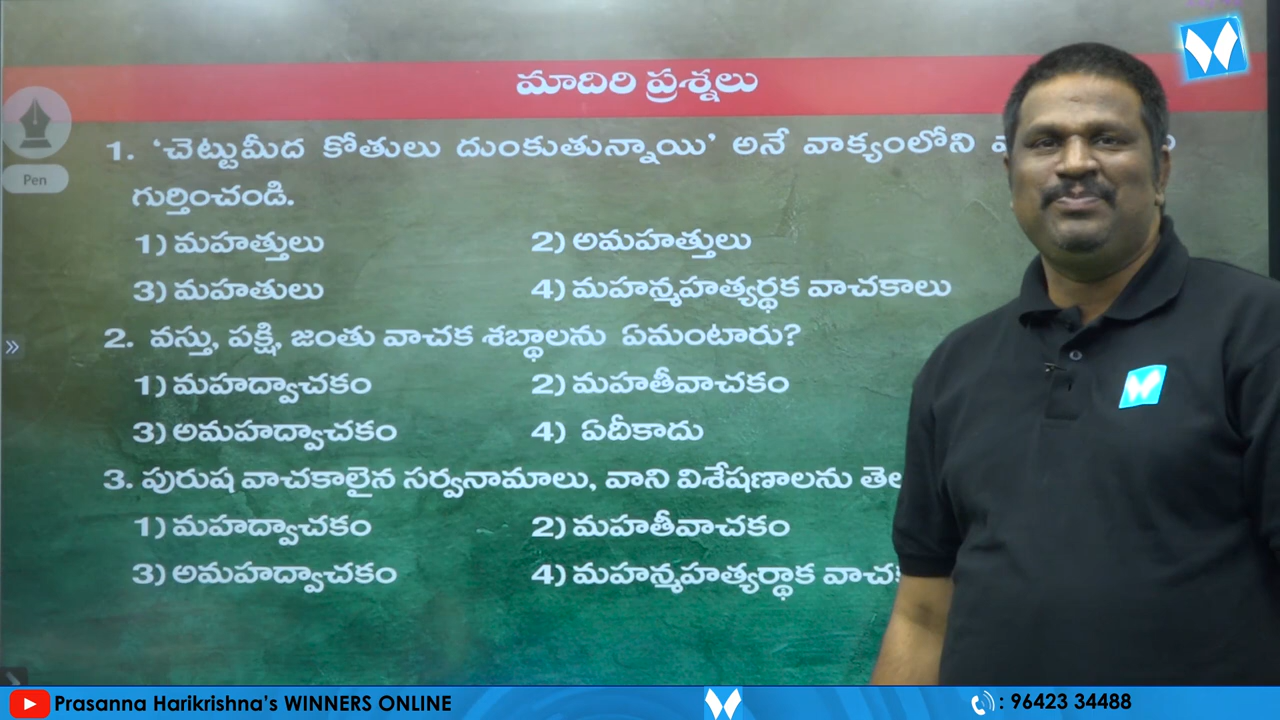 మాదిరి ప్రశ్నలు
Pen
1. ‘చెట్టుమీద కోతులు దుంకుతున్నాయి’ అనే వాక్యంలోని
గుర్తించండి.
1) మహత్తులు 2) అమహత్తులు
3) మహతులు 4) మహన్మహత్యర్థక వాచకాలు
2. వస్తు, పక్షి, జంతు వాచక శబ్థాలను ఏమంటారు?
1) మహద్వాచకం 2) మహతీవాచకం
3) అమహద్వాచకం 4) ఏదీకాదు
3. పురుష వాచకాలైన సర్వనామాలు, వాని విశేషణాలను
1) మహద్వాచకం 2) మహతీవాచకం
3) అమహద్వాచకం 4) మహన్మహత్యర్థాక
Prasanna Harikrishna's WINNERS ONLINE
: 96423 34488